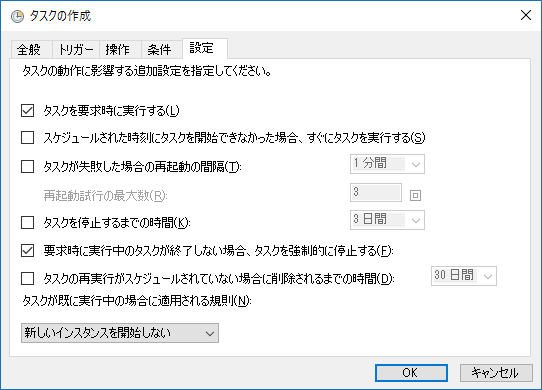 タスクの作成
全般 トリガー 操作 条件 設定
タスクの動作に影響する追加設定を指定してください。
タスクを要求時に実行する(L)
スケジュールされた時刻にタスクを開始できなかった場合、すぐにタスクを実行する(S)
タスクが失敗した場合の再起動の間隔(T): 1 分間
再起動試行の最大数(R): 3 回
タスクを停止するまでの時間(K): 3 日間
要求時に実行中のタスクが終了しない場合、タスクを強制的に停止する(F):
タスクの再実行がスケジュールされていない場合に削除されるまでの時間(D): 30 日間
タスクが既に実行中の場合に適用される規則(N):
新しいインスタンスを開始しない
OK キャンセル